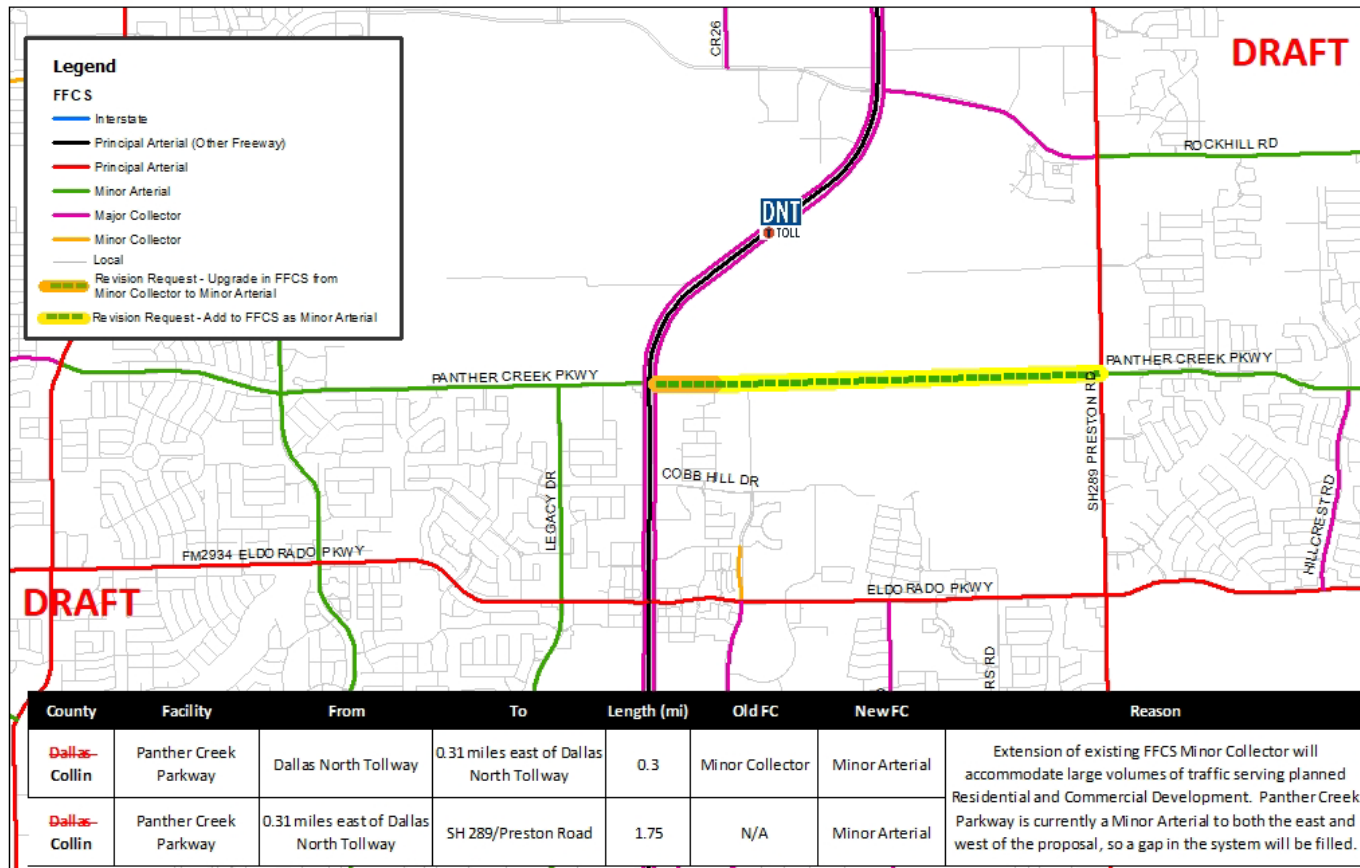 CR26
DRAFT
Legend
FFCS
Interstate
Principal Arterial (Other Freeway)
Principal Arterial
Minor Arterial
Major Collector
Minor Collector
Local
Revision Request - Upgrade in FFCS from
Minor Collector to Minor Arterial
Revision Request - Add to FFCS as Minor Arterial
ROCKHILL RD
DNT
TOLL
PANTHER CREEK PKWY
PANTHER CREEK PKWY
SH289 PRESTON RD
LEGACY DR
COBB HILL DR
HILLCREST RD
FM2934 ELDORADO PKWY
ELDORADO PKWY
DRAFT
RS RD
County Facility From To Length (mi) Old FC New FC Reason
Dallas Collin Panther Creek Parkway Dallas North Tollway 0.31 miles east of Dallas North Tollway 0.3 Minor Collector Minor Arterial
Dallas Collin Panther Creek Parkway 0.31 miles east of Dallas North Tollway SH 289/Preston Road 1.75 N/A Minor Arterial
Extension of existing FFCS Minor Collector will
accommodate large volumes of traffic serving planned
Residential and Commercial Development. Panther Creek
Parkway is currently a Minor Arterial to both the east and
west of the proposal, so a gap in the system will be filled.